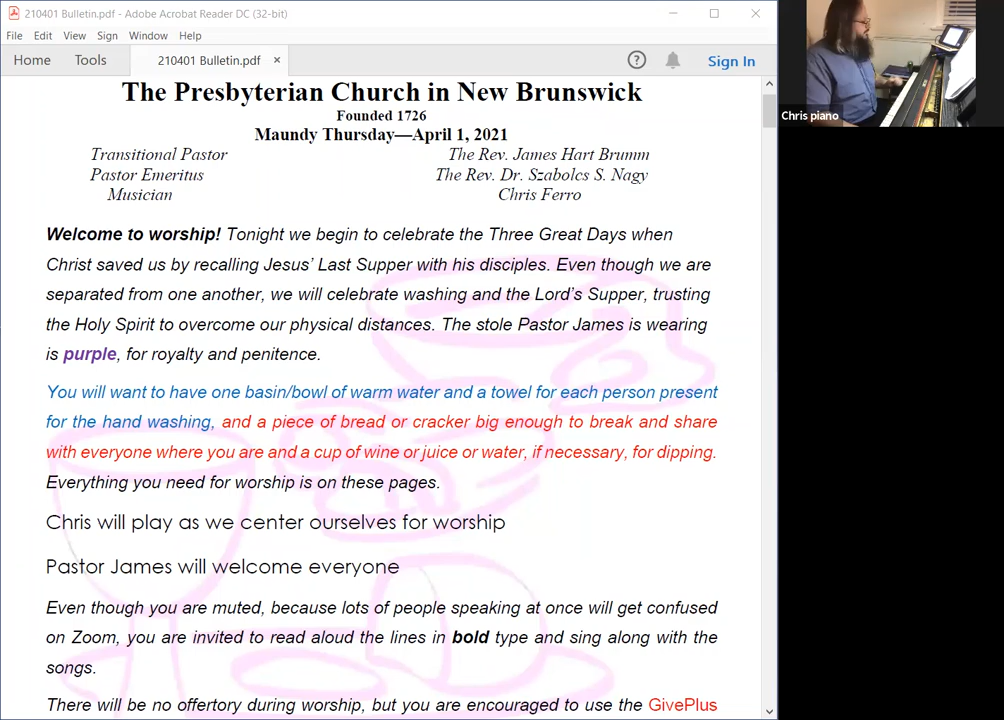 210401 Bulletin.pdf - Adobe Acrobat Reader DC (32-bit)
File Edit View Sign Window Help
Home Tools 210401 Bulletin.pdf × Sign In
The Presbyterian Church in New Brunswick
Founded 1726
Maundy Thursday—April 1, 2021
Transitional Pastor The Rev. James Hart Brumm
Pastor Emeritus The Rev. Dr. Szabolcs S. Nagy
Musician Chris Ferro
Welcome to worship! Tonight we begin to celebrate the Three Great Days when
Christ saved us by recalling Jesus’ Last Supper with his disciples. Even though we are
separated from one another, we will celebrate washing and the Lord’s Supper, trusting
the Holy Spirit to overcome our physical distances. The stole Pastor James is wearing
is purple, for royalty and penitence.
You will want to have one basin/bowl of warm water and a towel for each person present
for the hand washing, and a piece of bread or cracker big enough to break and share
with everyone where you are and a cup of wine or juice or water, if necessary, for dipping.
Everything you need for worship is on these pages.
Chris will play as we center ourselves for worship
Pastor James will welcome everyone
Even though you are muted, because lots of people speaking at once will get confused
on Zoom, you are invited to read aloud the lines in bold type and sing along with the
songs.
There will be no offertory during worship, but you are encouraged to use the GivePlus
Chris piano